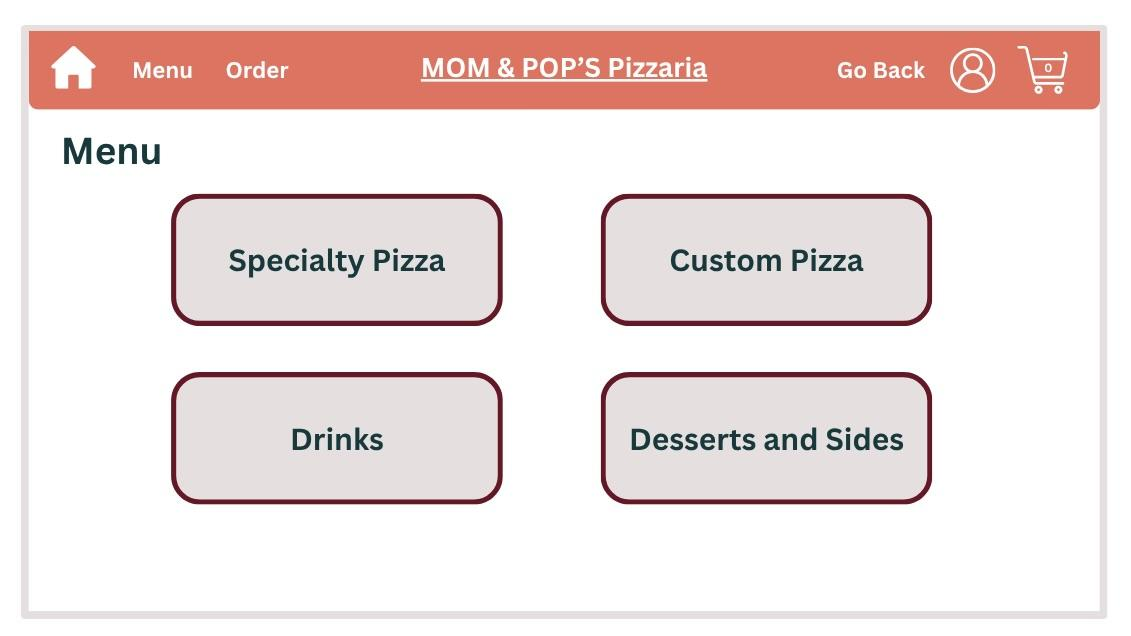 Menu Order MOM & POP’S Pizzaria Go Back 0
Menu
Specialty Pizza Custom Pizza
Drinks Desserts and Sides